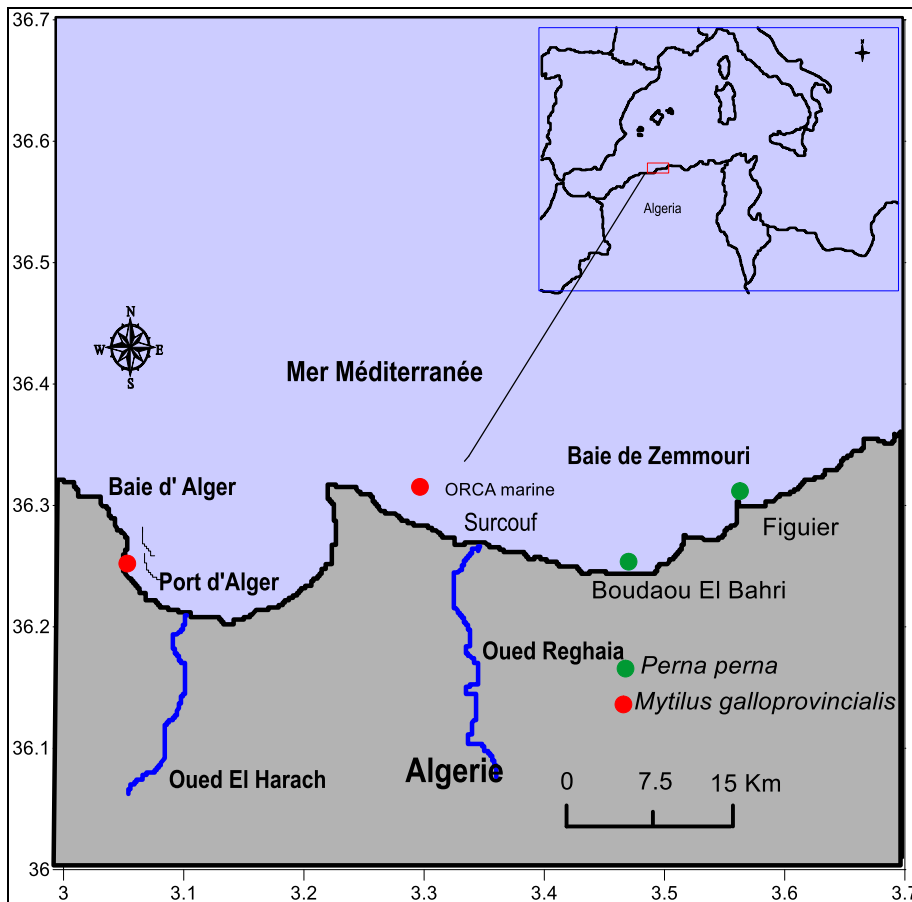 36.7
36.6
36.5
36.4
36.3
36.2
36.1
36
3 3.1 3.2 3.3 3.4 3.5 3.6 3.7
Algeria
N
W E
S
Mer Méditerranée
Baie de Zemmouri
Baie d' Alger
ORCA marine
Surcouf
Figuier
Port d'Alger
Boudaou El Bahri
Oued Reghaia
Perna perna
Mytilus galloprovincialis
Oued El Harach
Algerie
0 7.5 15 Km